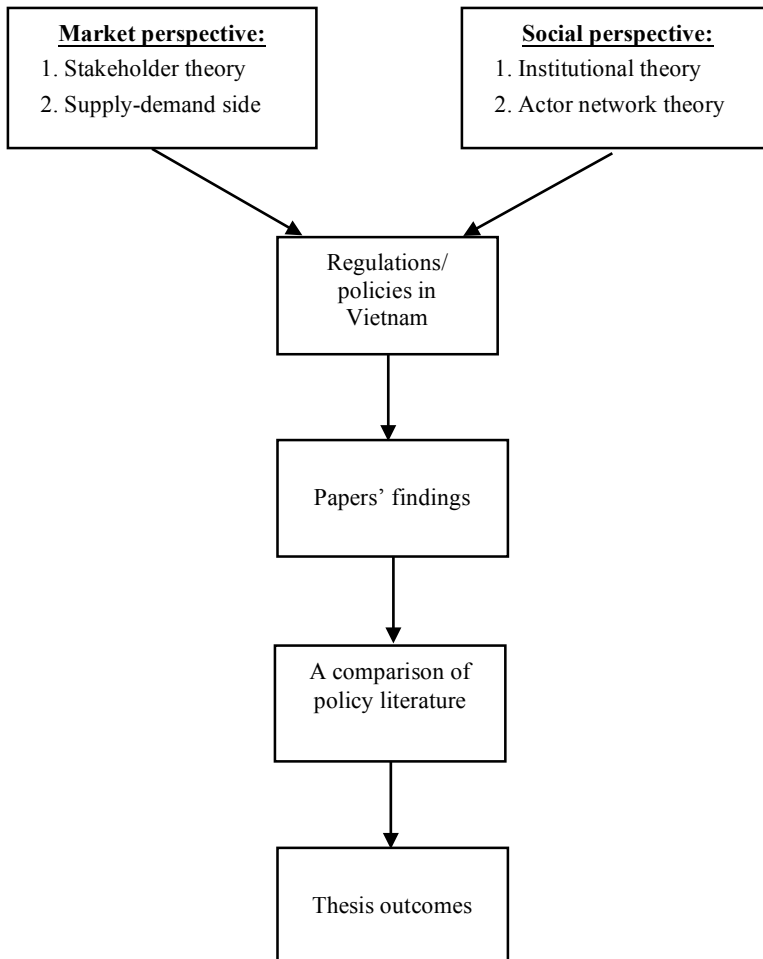 Market perspective:
1. Stakeholder theory
2. Supply-demand side
Social perspective:
1. Institutional theory
2. Actor network theory
Regulations/
policies in
Vietnam
Papers’ findings
A comparison of
policy literature
Thesis outcomes